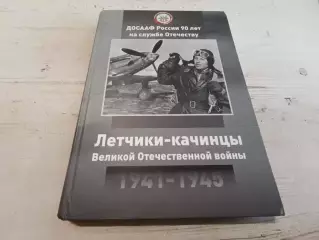 ДОСААФ России 90 лет
на службе Отечеству
Летчики-качинцы
Великой Отечественной войны
1941-1945